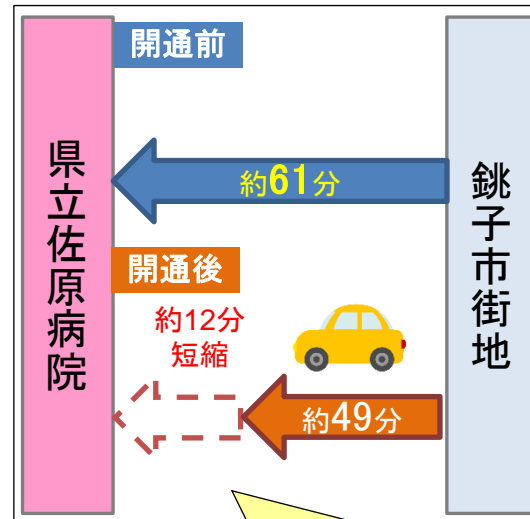 開通前
県立佐原病院
銚子市街地
約61分
開通後
約12分
短縮
約49分